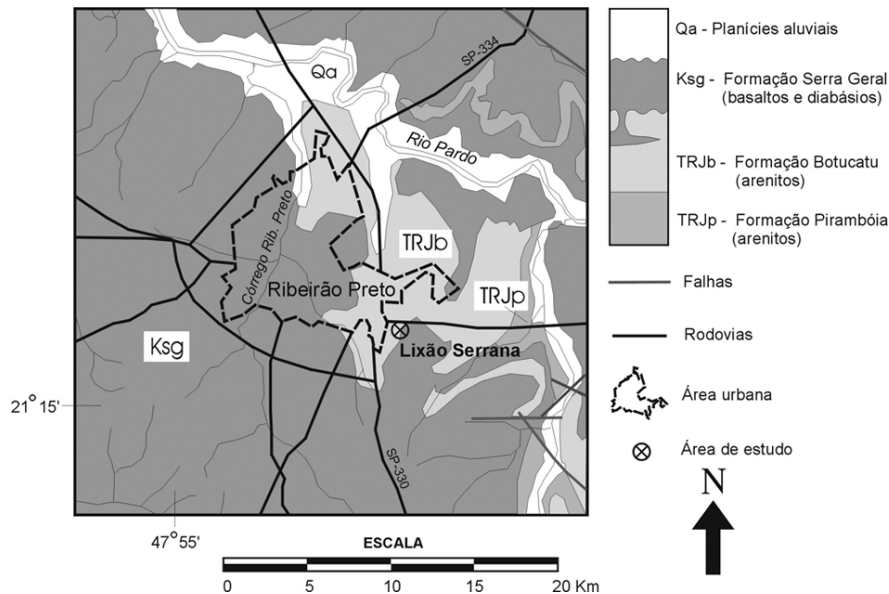 SP-334
Qa
Rio Pardo
Córrego Rib. Preto
TRJb
Ribeirão Preto
TRJp
Ksg
Lixão Serrana
SP-330
21° 15'
47° 55'
ESCALA
0 5 10 15 20 Km
Qa - Planícies aluviais
Ksg - Formação Serra Geral
(basaltos e diabásios)
TRJb - Formação Botucatu
(arenitos)
TRJp - Formação Pirambóia
(arenitos)
Falhas
Rodovias
Área urbana
Área de estudo
N